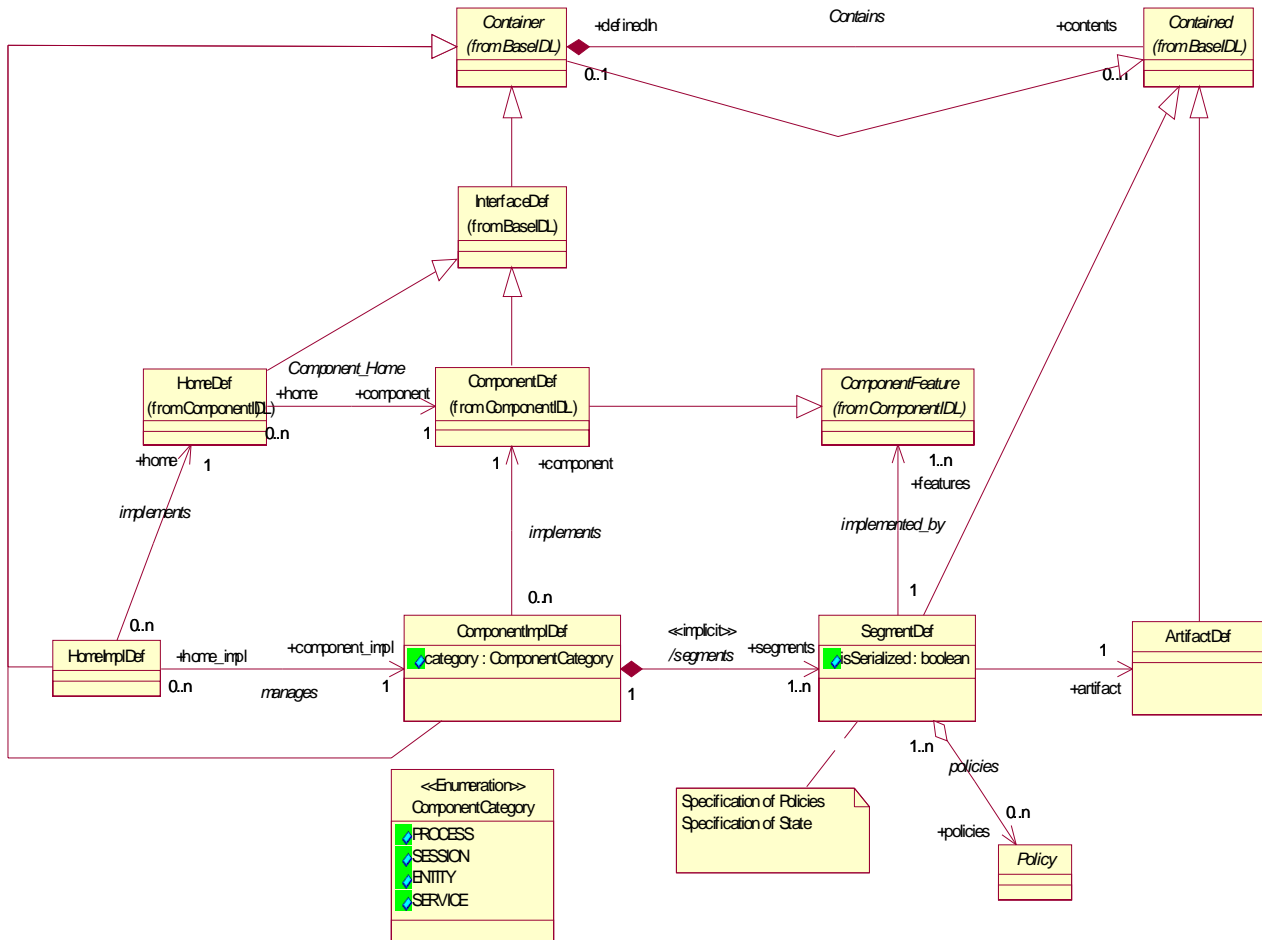 Container
(from BaseIDL)
+definedIn
Contains
+contents
Contained
(from BaseIDL)
0..1
0..n
InterfaceDef
(from BaseIDL)
Component_Home
HomeDef
(from ComponentIDL)
+home
+component
0..n
1
ComponentDef
(from ComponentIDL)
ComponentFeature
(from ComponentIDL)
+home
1
1
+component
1..n
+features
implements
implements
implemented_by
0..n
0..n
1
HomeImplDef
+home_impl
+component_impl
0..n
manages
1
ComponentImplDef
category : ComponentCategory
1
<<implicit>>
/segments
+segments
1..n
SegmentDef
isSerialized : boolean
1
+artifact
ArtifactDef
1..n
policies
0..n
+policies
Policy
Specification of Policies
Specification of State
<<Enumeration>>
ComponentCategory
PROCESS
SESSION
ENTITY
SERVICE